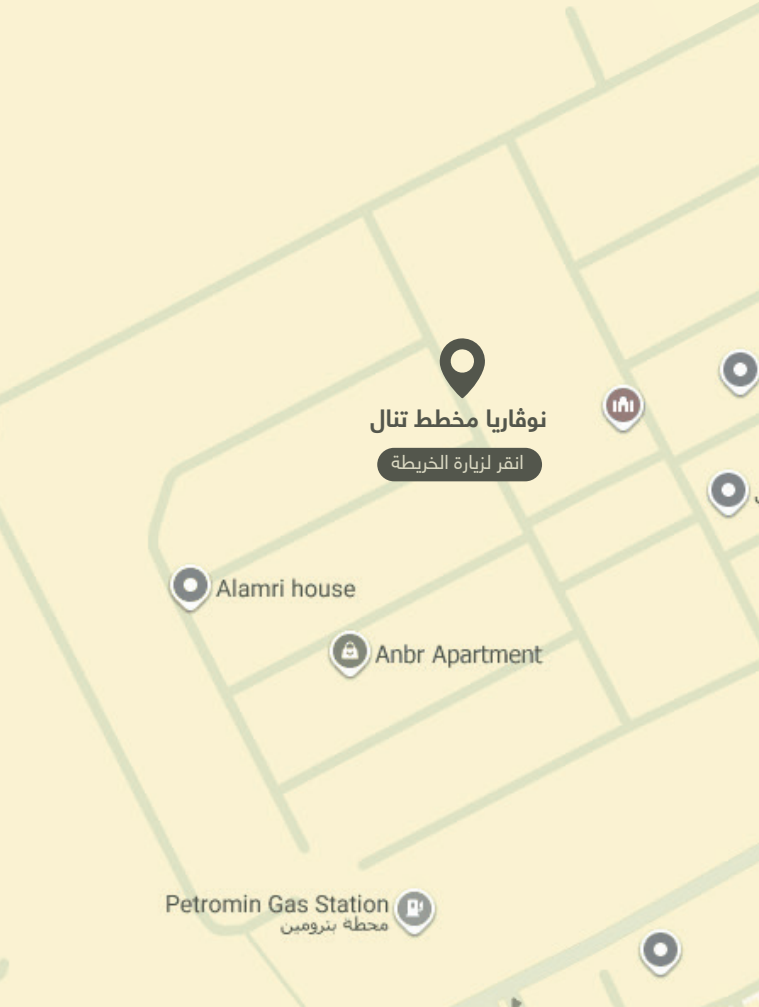 نوڤاريا مخطط تنال
انقر لزيارة الخريطة
Alamri house
Anbr Apartment
Petromin Gas Station
محطة بترومين